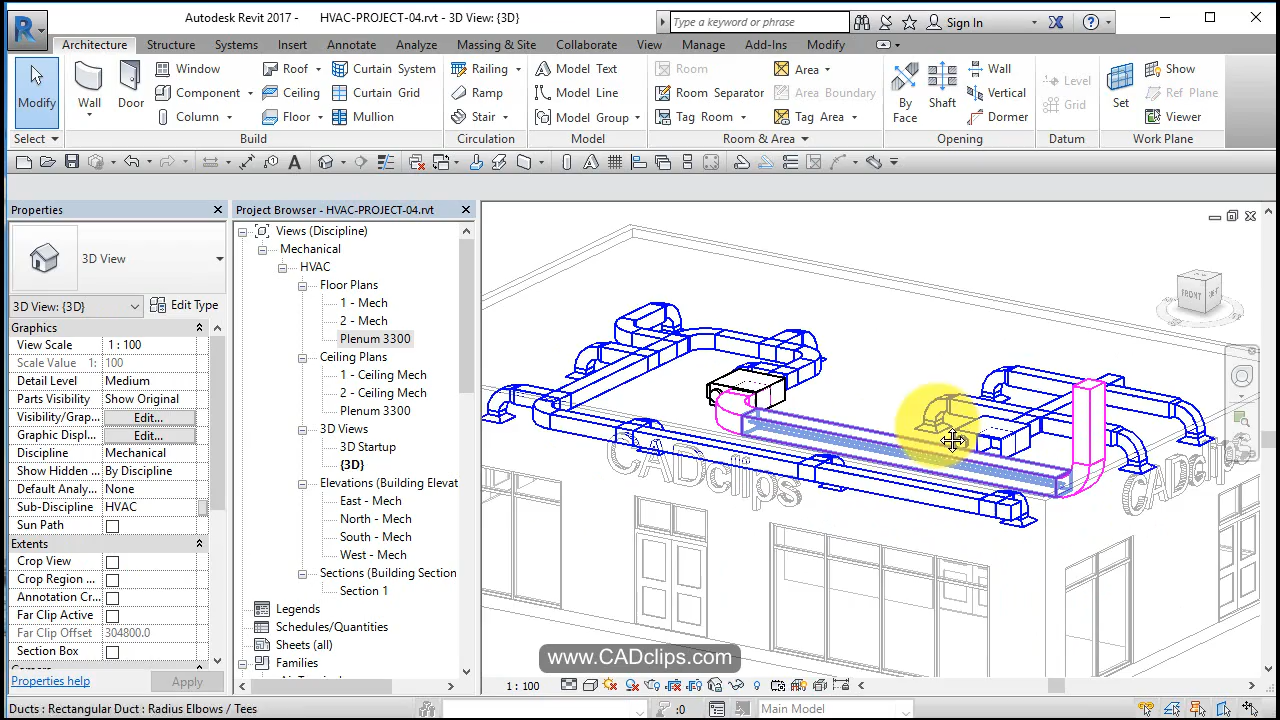 Autodesk Revit 2017 - HVAC-PROJECT-04.rvt - 3D View: {3D}
Type a keyword or phrase
Sign In
Architecture Structure Systems Insert Annotate Analyze Massing & Site Collaborate View Manage Add-Ins Modify
Modify Wall Door Window Component Column Roof Ceiling Floor Curtain System Curtain Grid Mullion
Railing Ramp Stair Model Text Model Line Model Group
Room Room Separator Tag Room Area Area Boundary Tag Area
By Face Shaft Wall Vertical Dormer Level Grid Set Show Ref Plane Viewer
Select Build Circulation Model Room & Area Opening Datum Work Plane
Properties
3D View
3D View: {3D} Edit Type
Graphics
View Scale 1 : 100
Scale Value 1: 100
Detail Level Medium
Parts Visibility Show Original
Visibility/Grap... Edit...
Graphic Displ... Edit...
Discipline Mechanical
Show Hidden ... By Discipline
Default Analy... None
Sub-Discipline HVAC
Sun Path
Extents
Crop View
Crop Region ...
Annotation Cr...
Far Clip Active
Far Clip Offset 304800.0
Section Box
Properties help Apply
Project Browser - HVAC-PROJECT-04.rvt
Views (Discipline)
Mechanical
HVAC
Floor Plans
1 - Mech
2 - Mech
Plenum 3300
Ceiling Plans
1 - Ceiling Mech
2 - Ceiling Mech
Plenum 3300
3D Views
3D Startup
{3D}
Elevations (Building Elevat
East - Mech
North - Mech
South - Mech
West - Mech
Sections (Building Section
Section 1
Legends
Schedules/Quantities
Sheets (all)
Families
FRONT
CADclips
www.CADclips.com
1 : 100
Ducts : Rectangular Duct : Radius Elbows / Tees
:0
Main Model